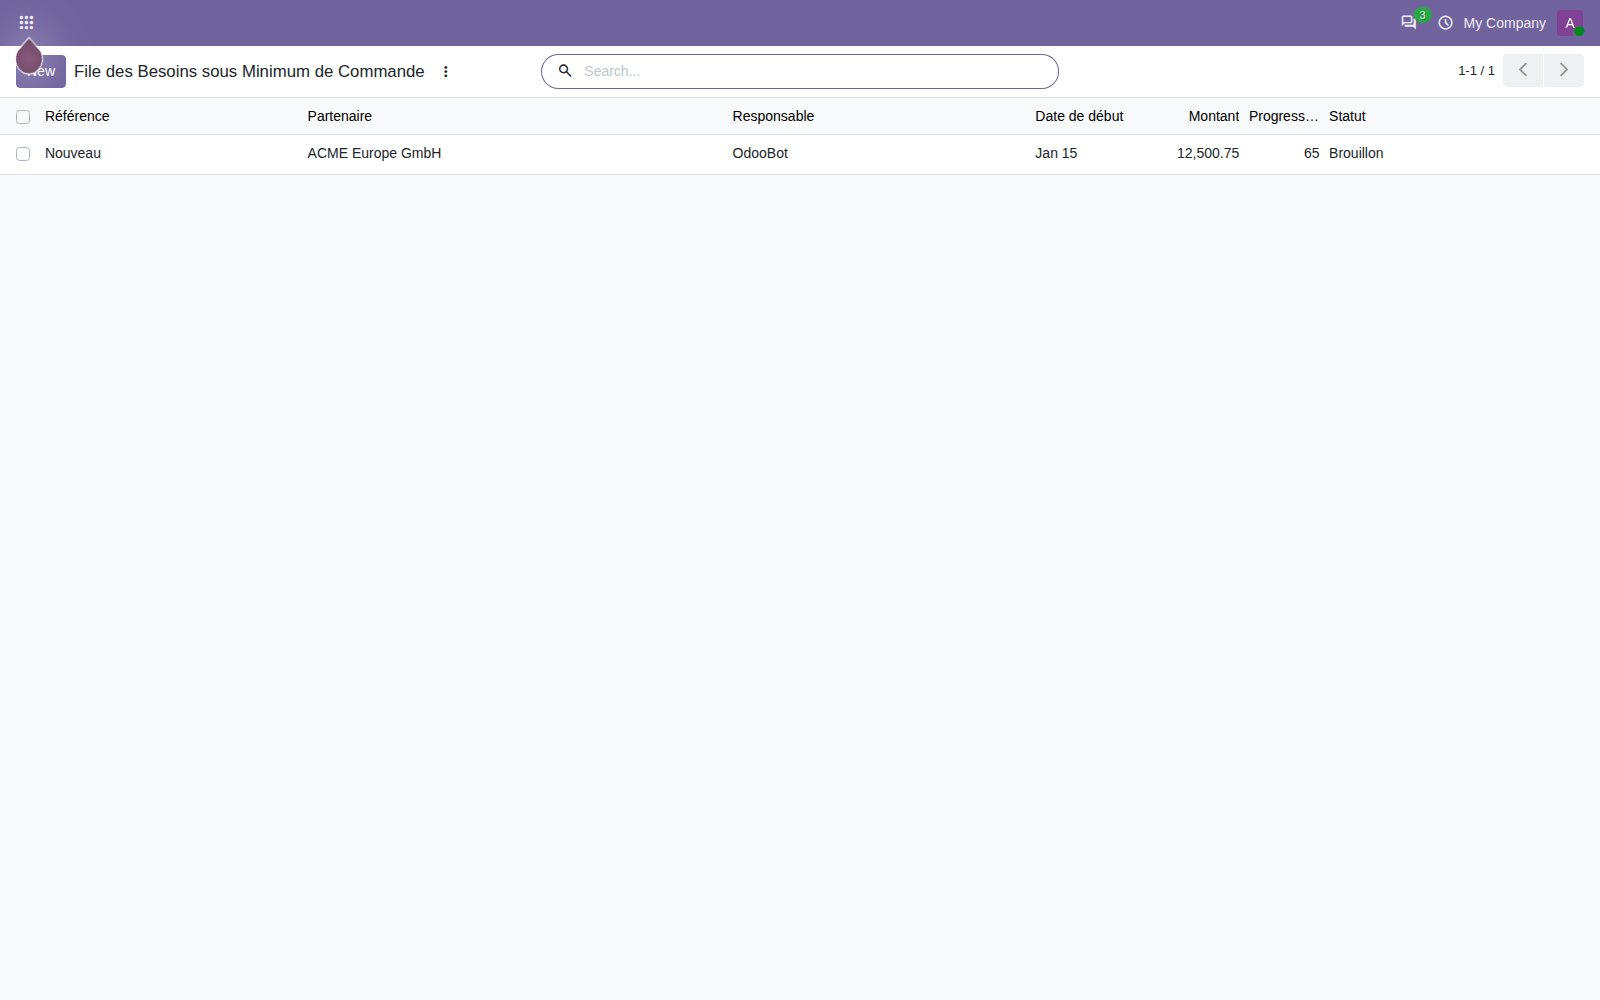 3 My Company A
New File des Besoins sous Minimum de Commande Search... 1-1 / 1
Référence Partenaire Responsable Date de début Montant Progress... Statut
Nouveau ACME Europe GmbH OdooBot Jan 15 12,500.75 65 Brouillon